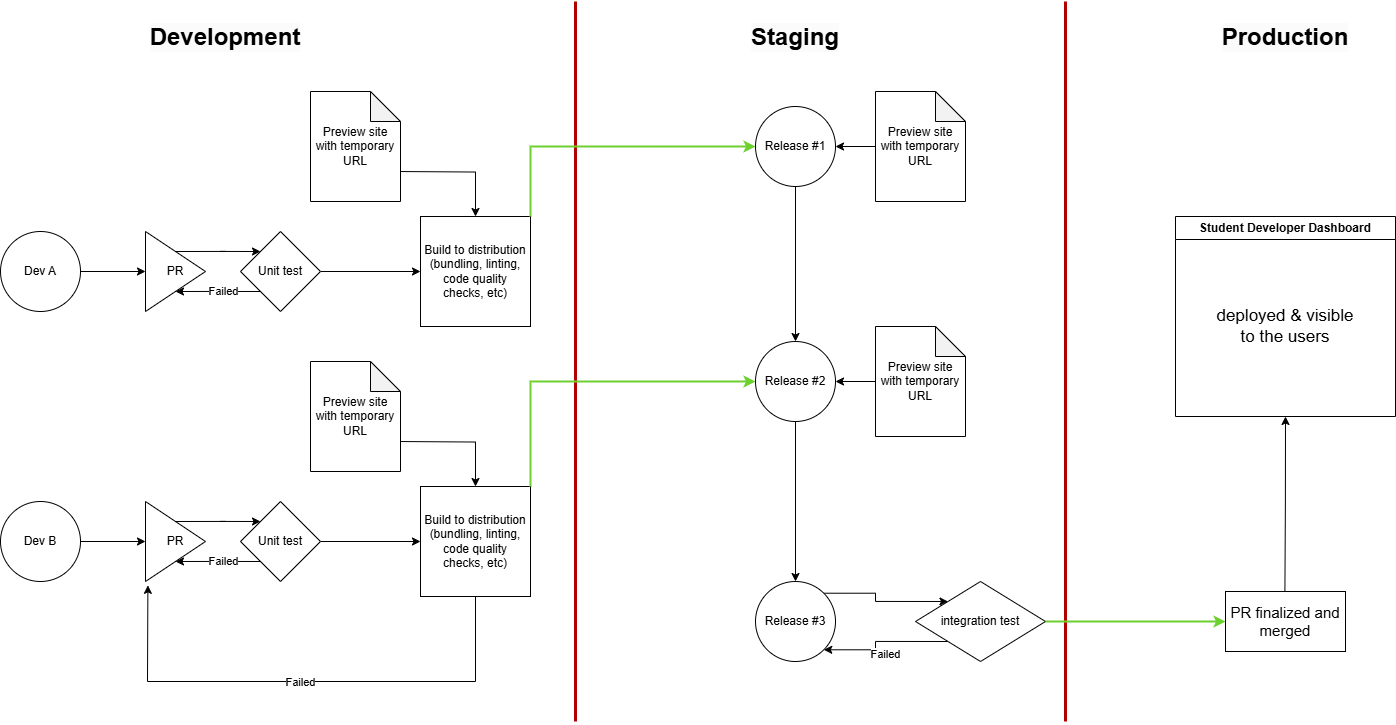 Development
Staging
Production
Preview site
with temporary
URL
Release #1
Preview site
with temporary
URL
Dev A
PR
Failed
Unit test
Build to distribution
(bundling, linting,
code quality
checks, etc)
Student Developer Dashboard
deployed & visible
to the users
Preview site
with temporary
URL
Release #2
Preview site
with temporary
URL
Dev B
PR
Failed
Unit test
Build to distribution
(bundling, linting,
code quality
checks, etc)
Failed
Release #3
Failed
integration test
PR finalized and
merged